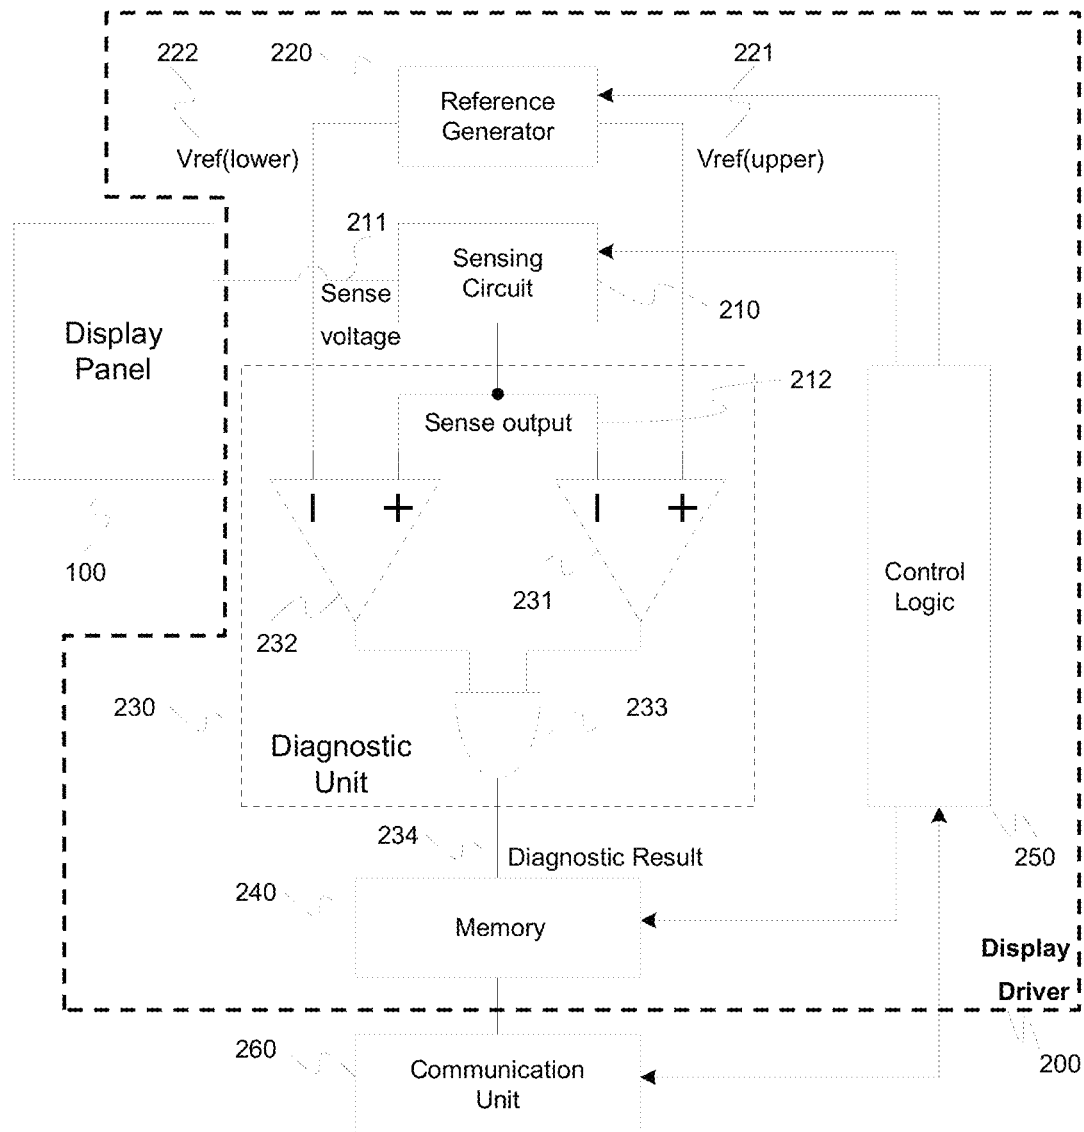 222
220
221
Reference
Generator
Vref(lower)
Vref(upper)
211
Sensing
Circuit
Sense
voltage
210
Display
Panel
212
Sense output
−
+
−
+
100
231
232
Control
Logic
230
233
Diagnostic
Unit
234
Diagnostic Result
250
240
Memory
Display
Driver
260
Communication
Unit
200